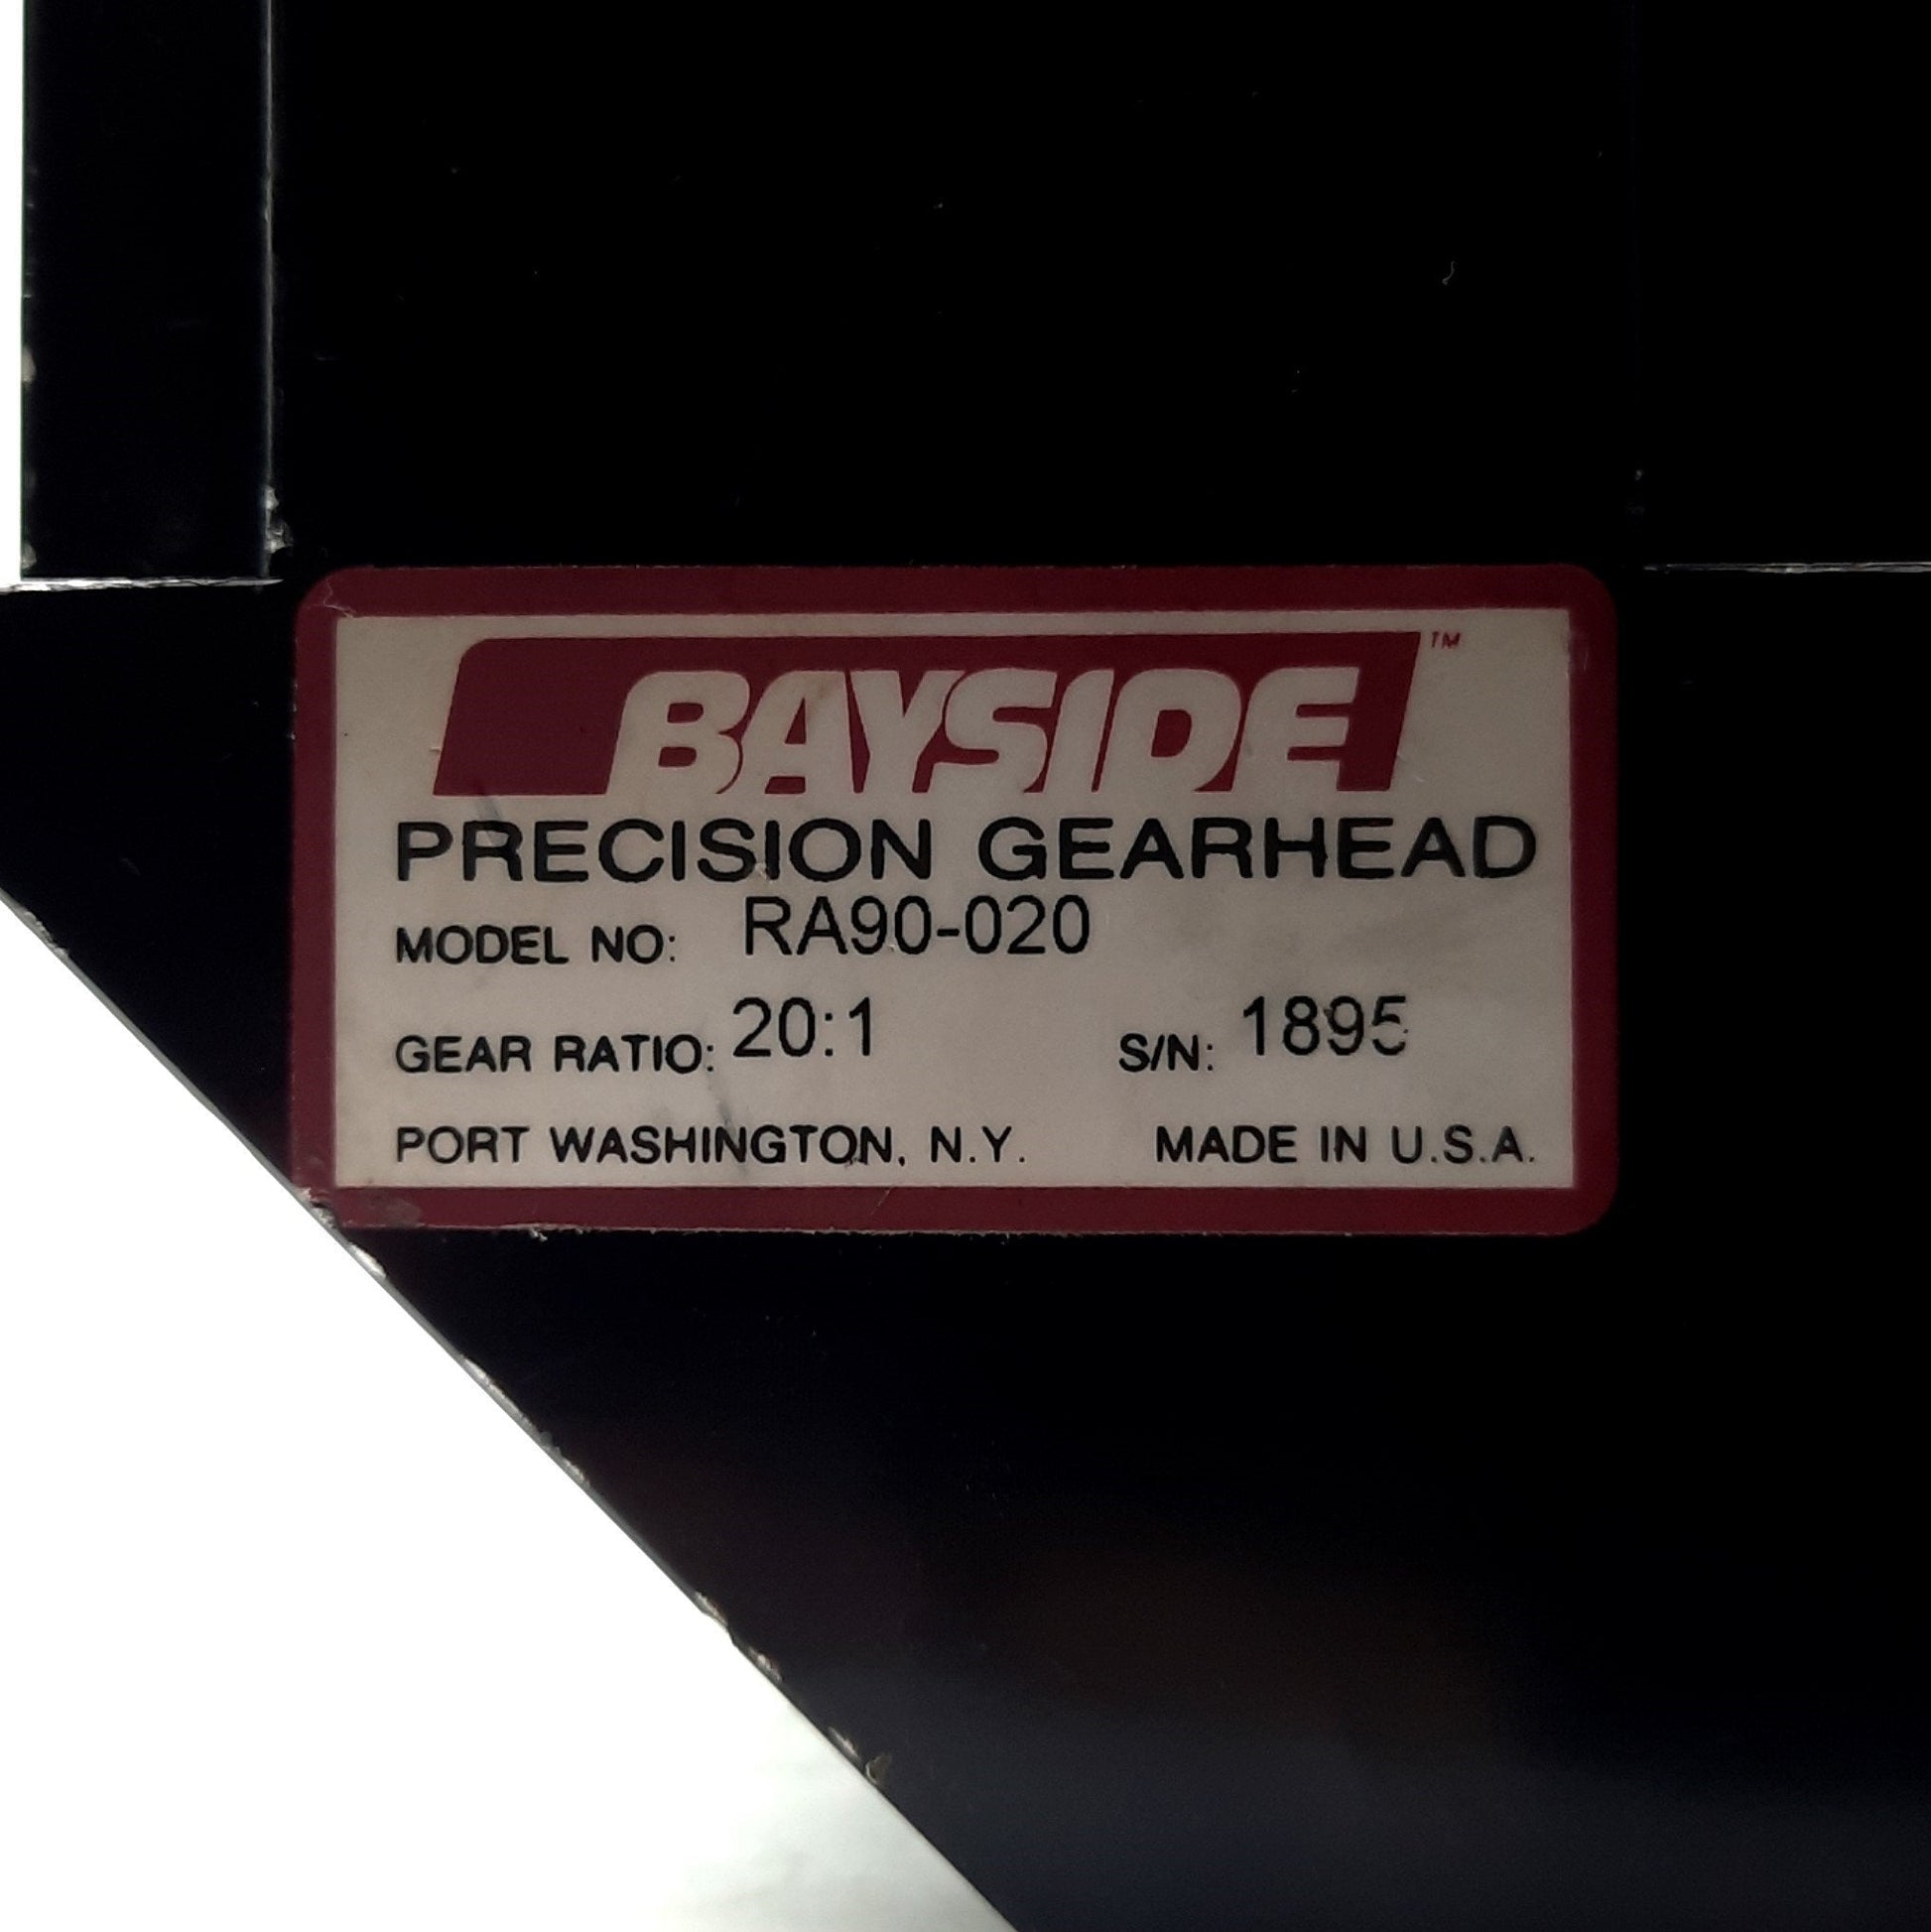 BAYSIDE™
PRECISION GEARHEAD
MODEL NO: RA90-020
GEAR RATIO: 20:1 S/N: 1895
PORT WASHINGTON, N.Y. MADE IN U.S.A.